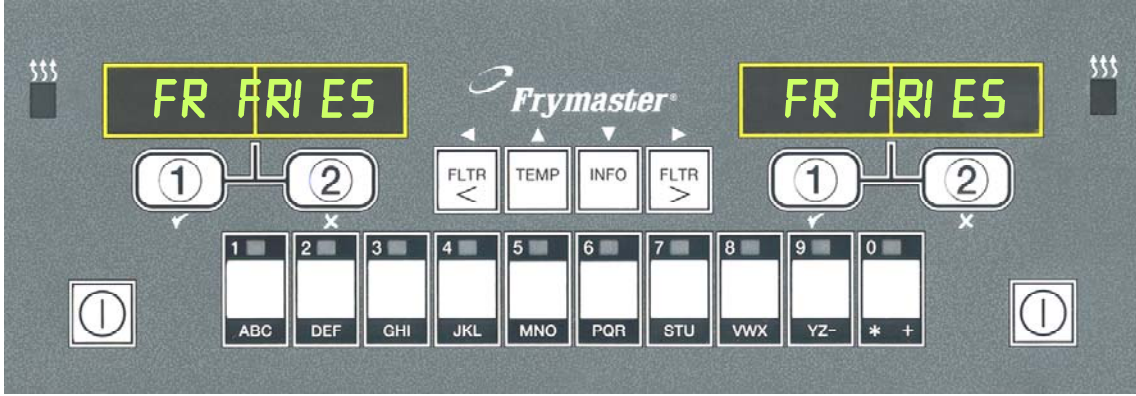 FR FRIES
FR FRIES
Frymaster®
1 2
FLTR < TEMP INFO FLTR >
1 2
1 2 3 4 5 6 7 8 9 0
ABC DEF GHI JKL MNO PQR STU VWX YZ- * +